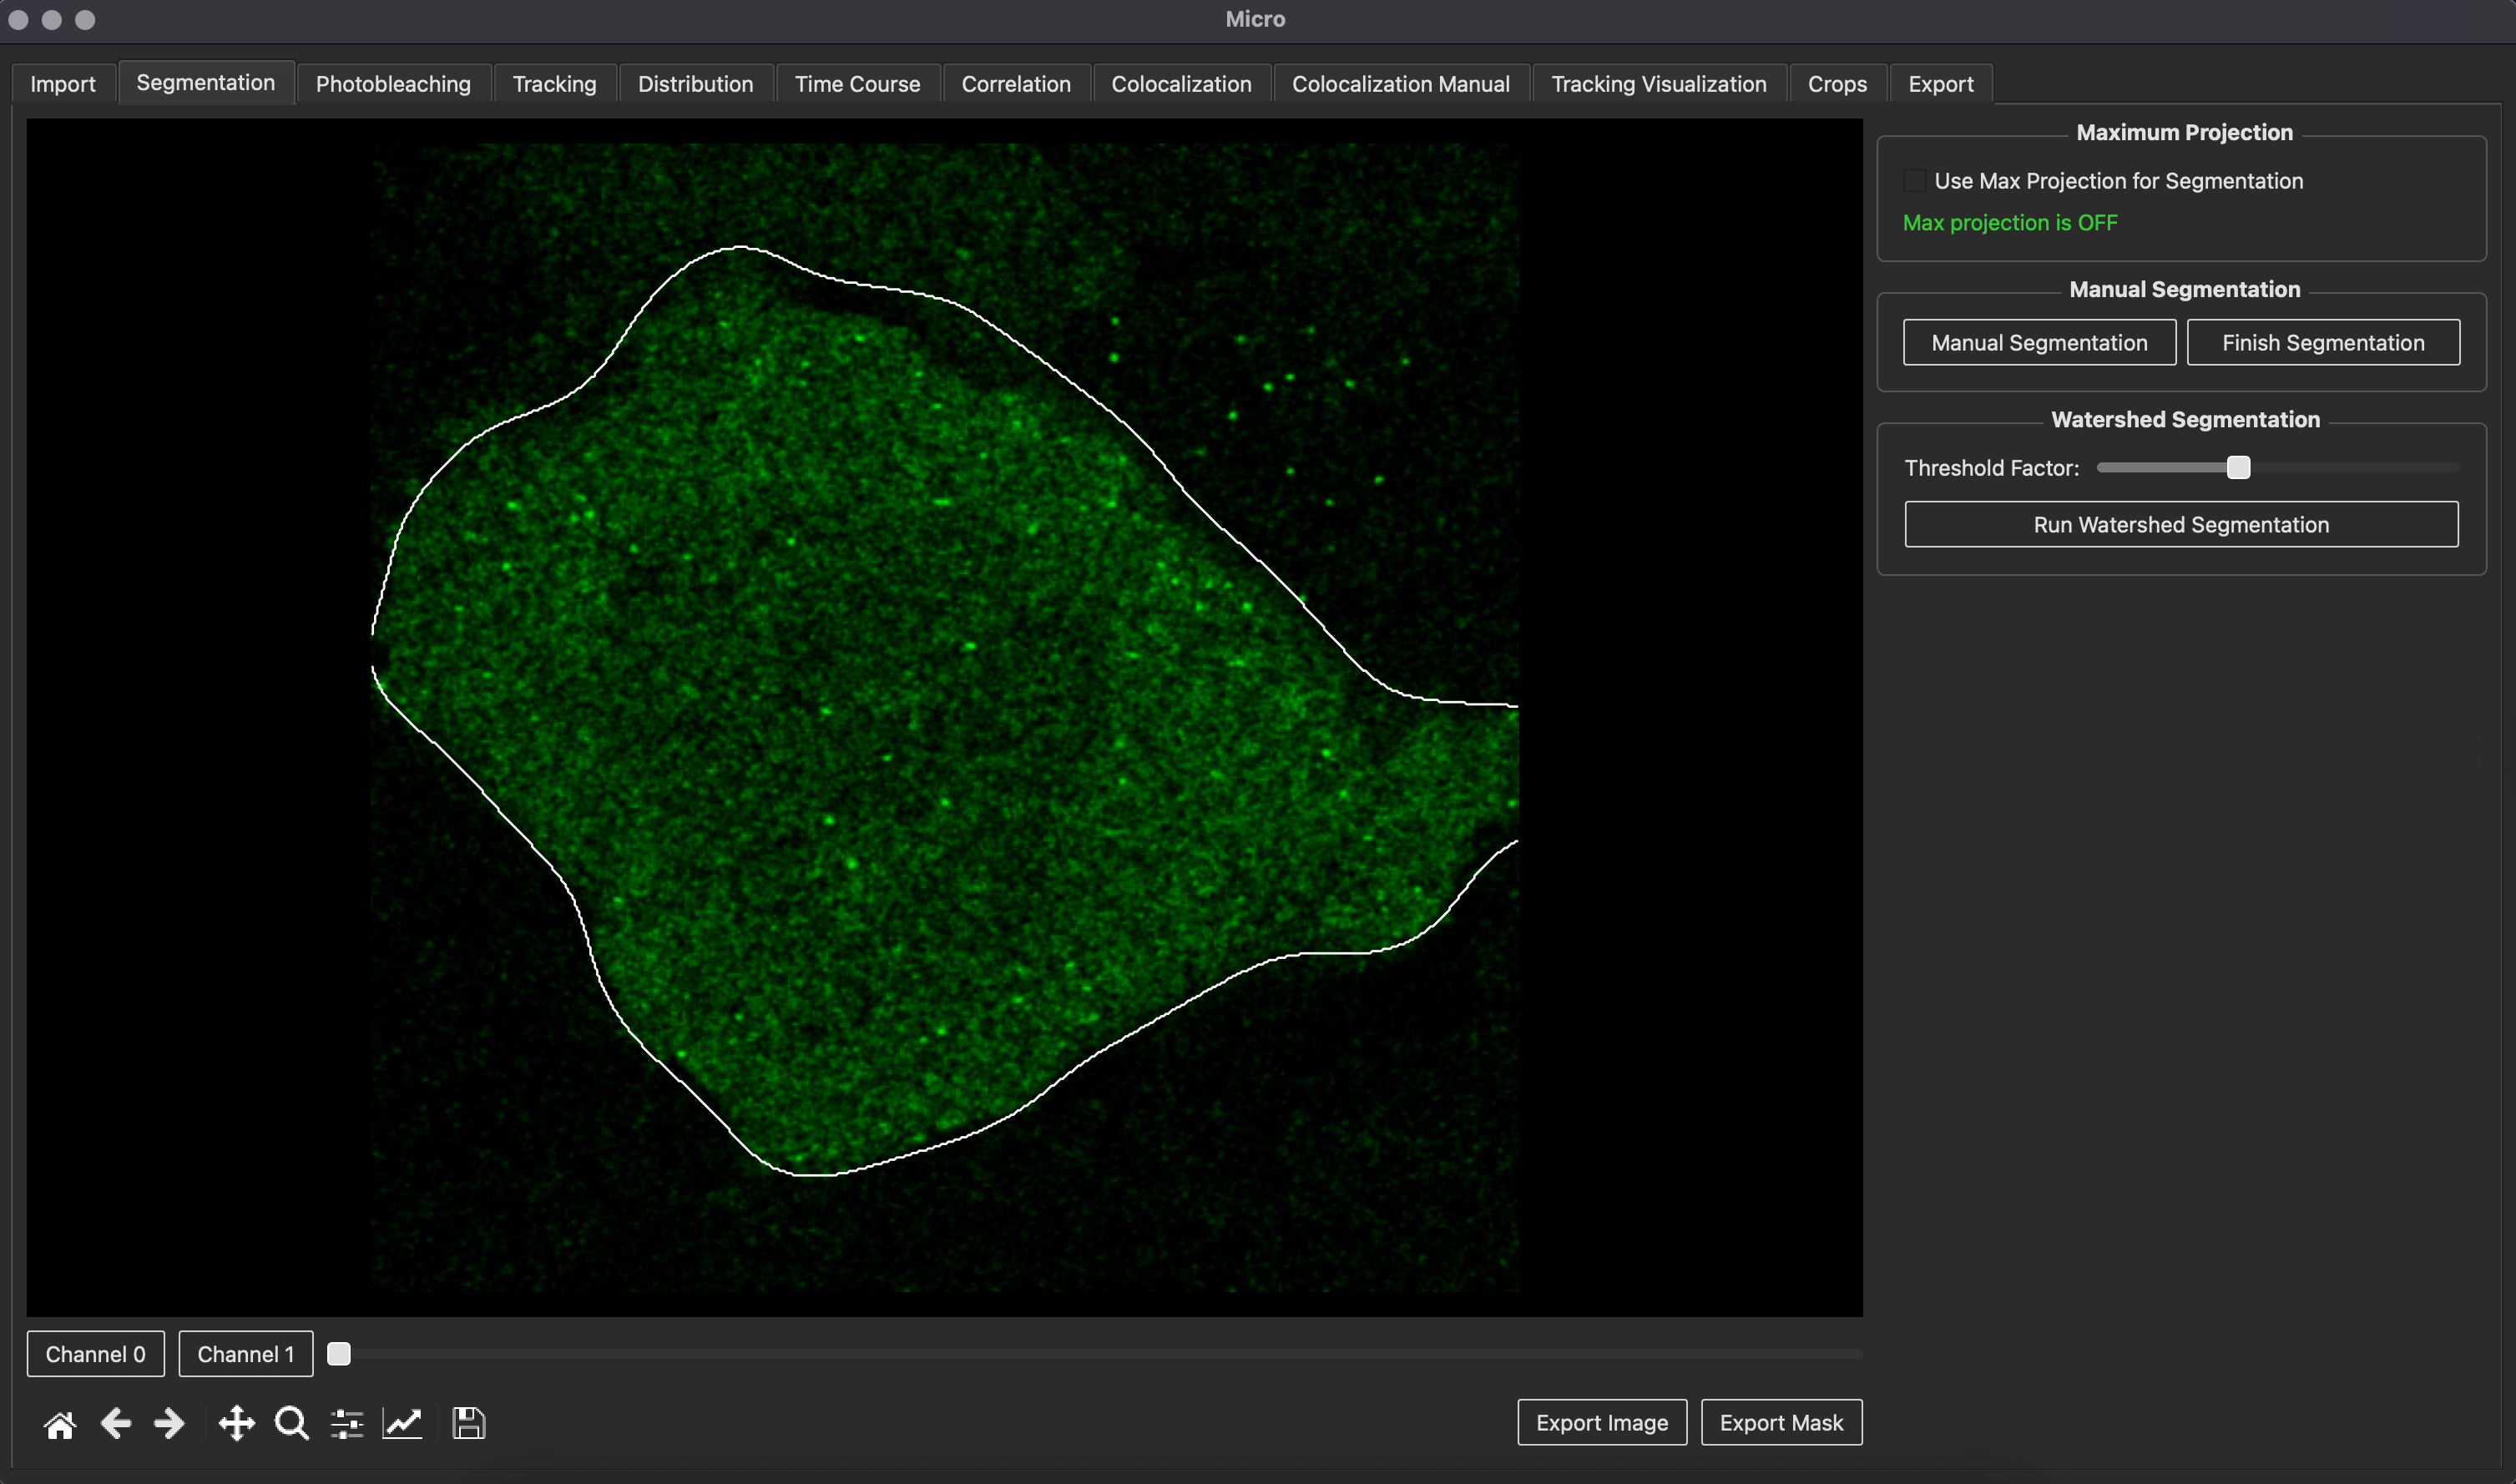 Micro
Import Segmentation Photobleaching Tracking Distribution Time Course Correlation Colocalization Colocalization Manual Tracking Visualization Crops Export
Maximum Projection
Use Max Projection for Segmentation
Max projection is OFF
Manual Segmentation
Manual Segmentation Finish Segmentation
Watershed Segmentation
Threshold Factor:
Run Watershed Segmentation
Channel 0 Channel 1
Export Image Export Mask